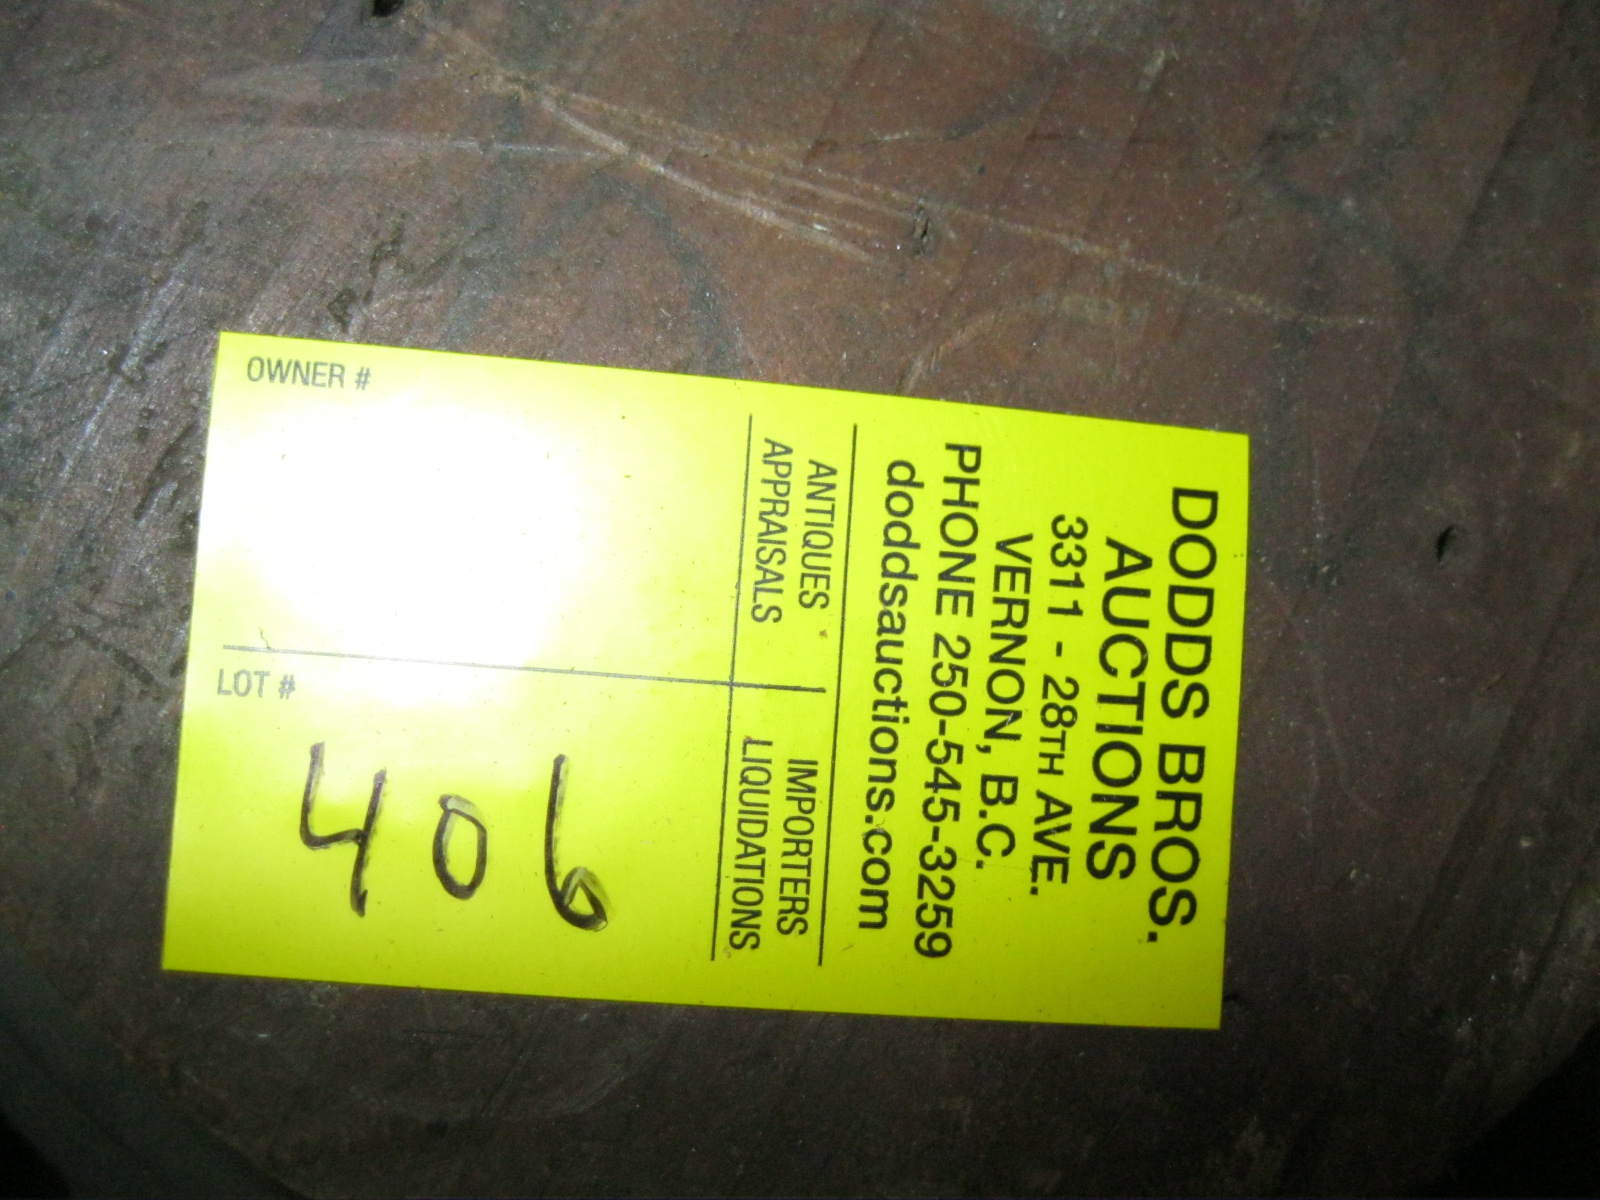 DODDS BROS.
AUCTIONS
3311 - 28TH AVE.
VERNON, B.C.
PHONE 250-545-3259
doddsauctions.com
ANTIQUES IMPORTERS
APPRAISALS LIQUIDATIONS
OWNER #
LOT #
406